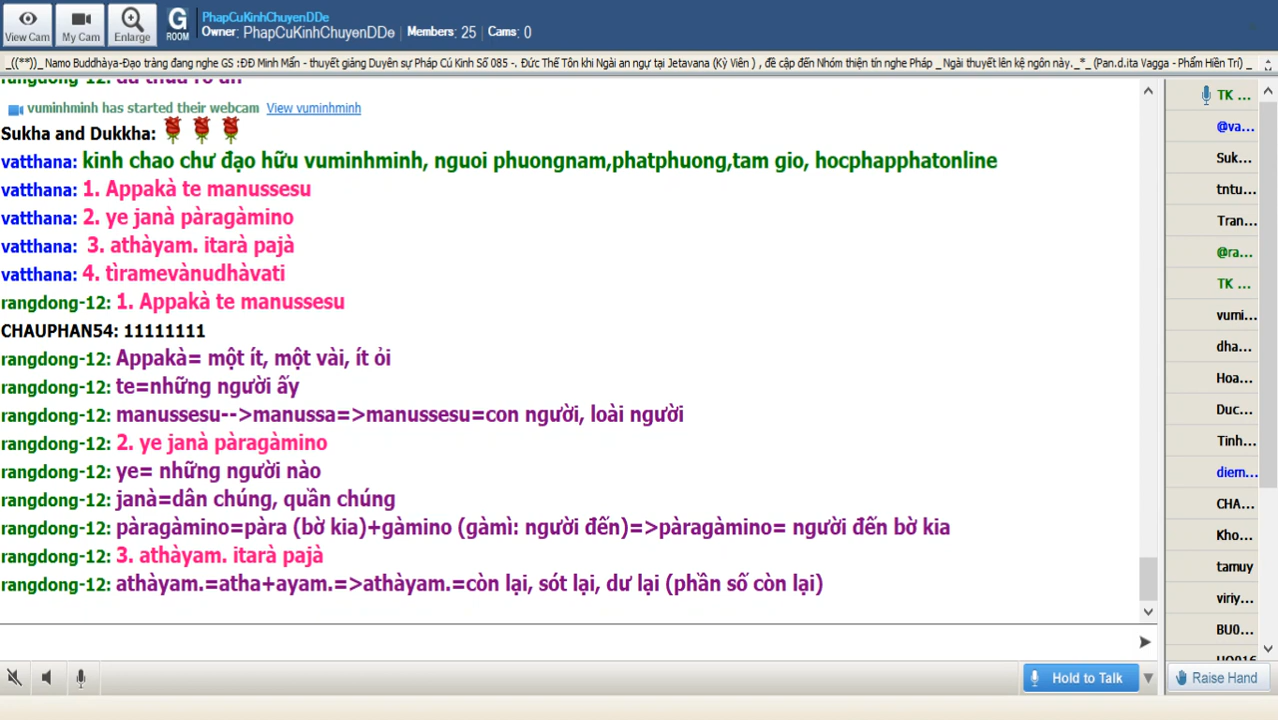 View Cam
My Cam
Enlarge
G ROOM
PhapCuKinhChuyenDDe
Owner: PhapCuKinhChuyenDDe | Members: 25 | Cams: 0
_((**))_ Namo Buddhàya-Đạo tràng đang nghe GS :ĐĐ Minh Mẩn - thuyết giảng Duyên sự Pháp Cú Kinh Số 085 -. Đức Thế Tôn khi Ngài an ngự tại Jetavana (Kỳ Viên ) , đề cập đến Nhóm thiện tín nghe Pháp _ Ngài thuyết lên kệ ngôn này._*_ (Pan.d.ita Vagga - Phẩm Hiền Trí) _
vuminhminh has started their webcam View vuminhminh
Sukha and Dukkha:
vatthana: kinh chao chư đạo hữu vuminhminh, nguoi phuongnam,phatphuong,tam gio, hocphapphatonline
vatthana: 1. Appakà te manussesu
vatthana: 2. ye janà pàragàmino
vatthana: 3. athàyam. itarà pajà
vatthana: 4. tìramevànudhàvati
rangdong-12: 1. Appakà te manussesu
CHAUPHAN54: 11111111
rangdong-12: Appakà= một ít, một vài, ít ỏi
rangdong-12: te=những người ấy
rangdong-12: manussesu-->manussa=>manussesu=con người, loài người
rangdong-12: 2. ye janà pàragàmino
rangdong-12: ye= những người nào
rangdong-12: janà=dân chúng, quần chúng
rangdong-12: pàragàmino=pàra (bờ kia)+gàmino (gàmì: người đến)=>pàragàmino= người đến bờ kia
rangdong-12: 3. athàyam. itarà pajà
rangdong-12: athàyam.=atha+ayam.=>athàyam.=còn lại, sót lại, dư lại (phần số còn lại)
TK ...
@va...
Suk...
tntu...
Tran...
@ra...
TK ...
vumi...
dha...
Hoa...
Duc...
Tinh...
diem...
CHA...
Kho...
tamuy
viriy...
BU0...
Hold to Talk
Raise Hand